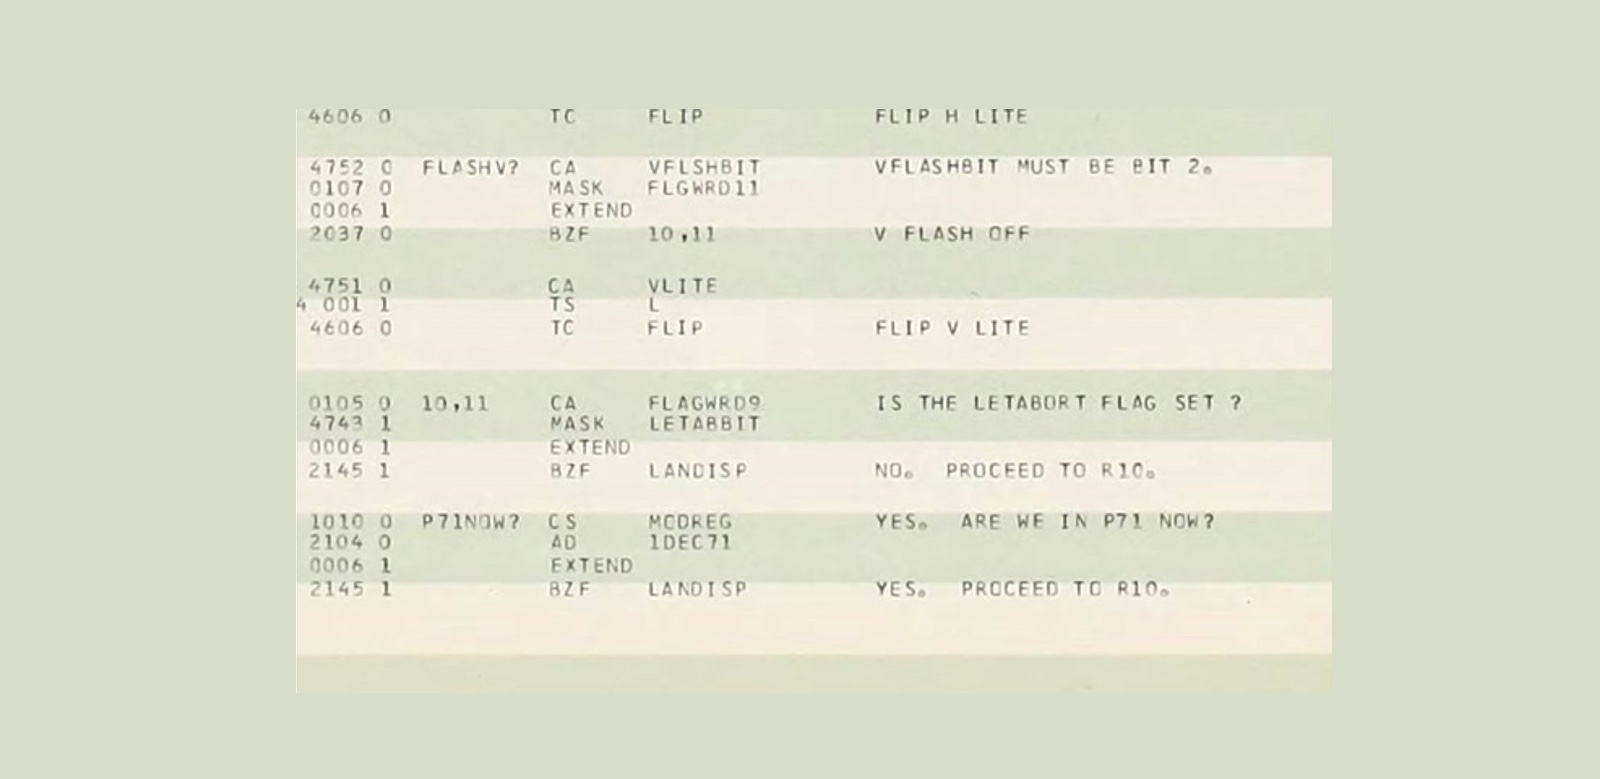 4606 0 TC FLIP FLIP H LITE
4752 0 FLASHV? CA VFLSHBIT VFLASHBIT MUST BE BIT 2.
0107 0 MASK FLGWRD11
0006 1 EXTEND
2037 0 BZF 10,11 V FLASH OFF
4751 0 CA VLITE
4 001 1 TS L
4606 0 TC FLIP FLIP V LITE
0105 0 10,11 CA FLAGWRD9 IS THE LETABORT FLAG SET ?
4743 1 MASK LETABBIT
0006 1 EXTEND
2145 1 BZF LANDISP NO. PROCEED TO R10.
1010 0 P71NOW? CS MODREG YES. ARE WE IN P71 NOW?
2104 0 AD 1DEC71
0006 1 EXTEND
2145 1 BZF LANDISP YES. PROCEED TO R10.